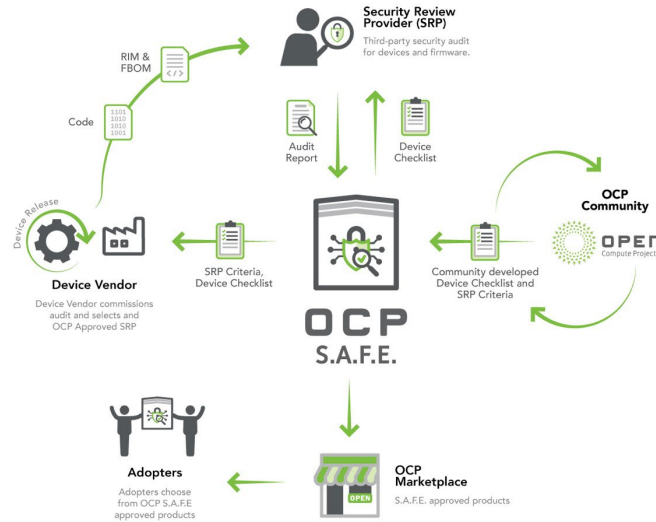 Security Review
Provider (SRP)
Third-party security audit
for devices and firmware.
RIM &
FBOM
</>
Code
1101
1010
1010
1001
Audit
Report
Device
Checklist
Device Release
Device Vendor
Device Vendor commissions
audit and selects and
OCP Approved SRP
SRP Criteria,
Device Checklist
OCP
S.A.F.E.
Community developed
Device Checklist and
SRP Criteria
OCP
Community
OPEN
Compute Project
Adopters
Adopters choose
from OCP S.A.F.E
approved products
OPEN
OCP
Marketplace
S.A.F.E. approved products